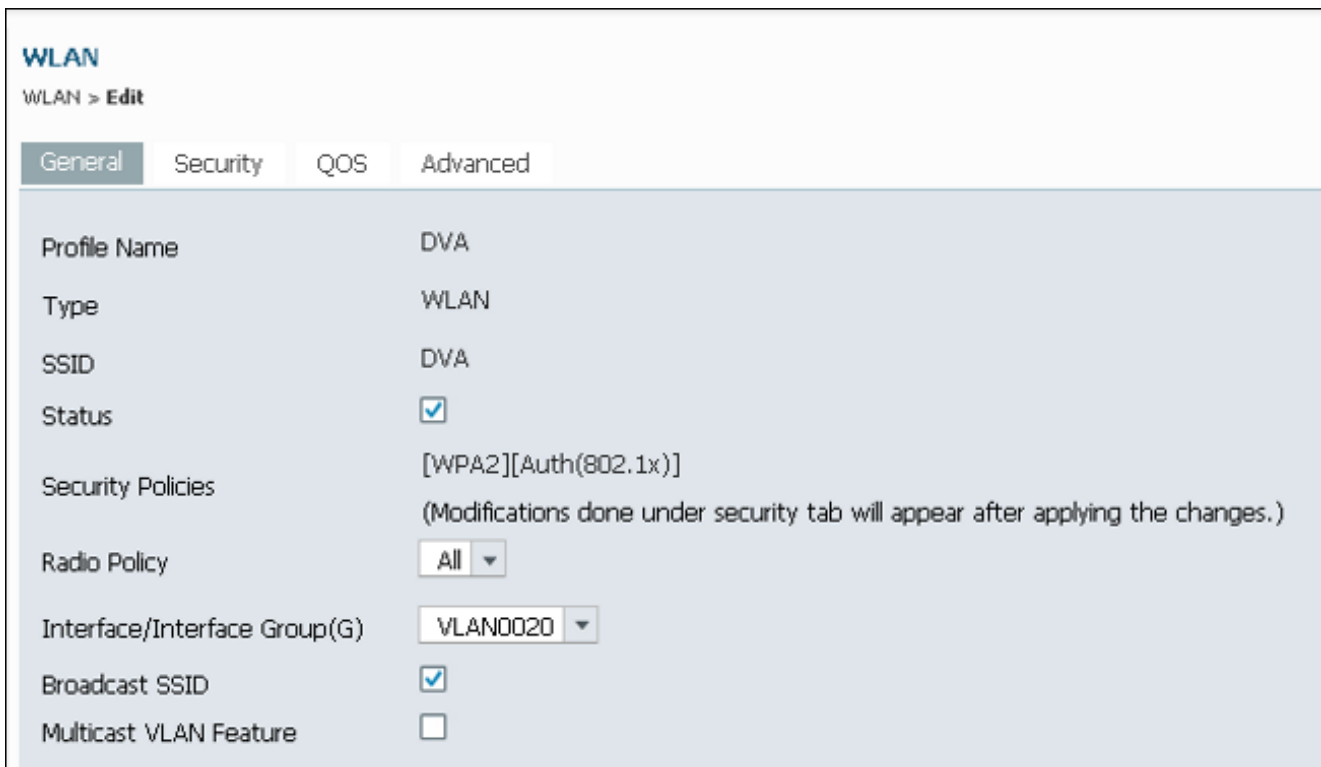 WLAN
WLAN > Edit
General Security QOS Advanced
Profile Name DVA
Type WLAN
SSID DVA
Status
Security Policies [WPA2][Auth(802.1x)]
(Modifications done under security tab will appear after applying the changes.)
Radio Policy All
Interface/Interface Group(G) VLAN0020
Broadcast SSID
Multicast VLAN Feature